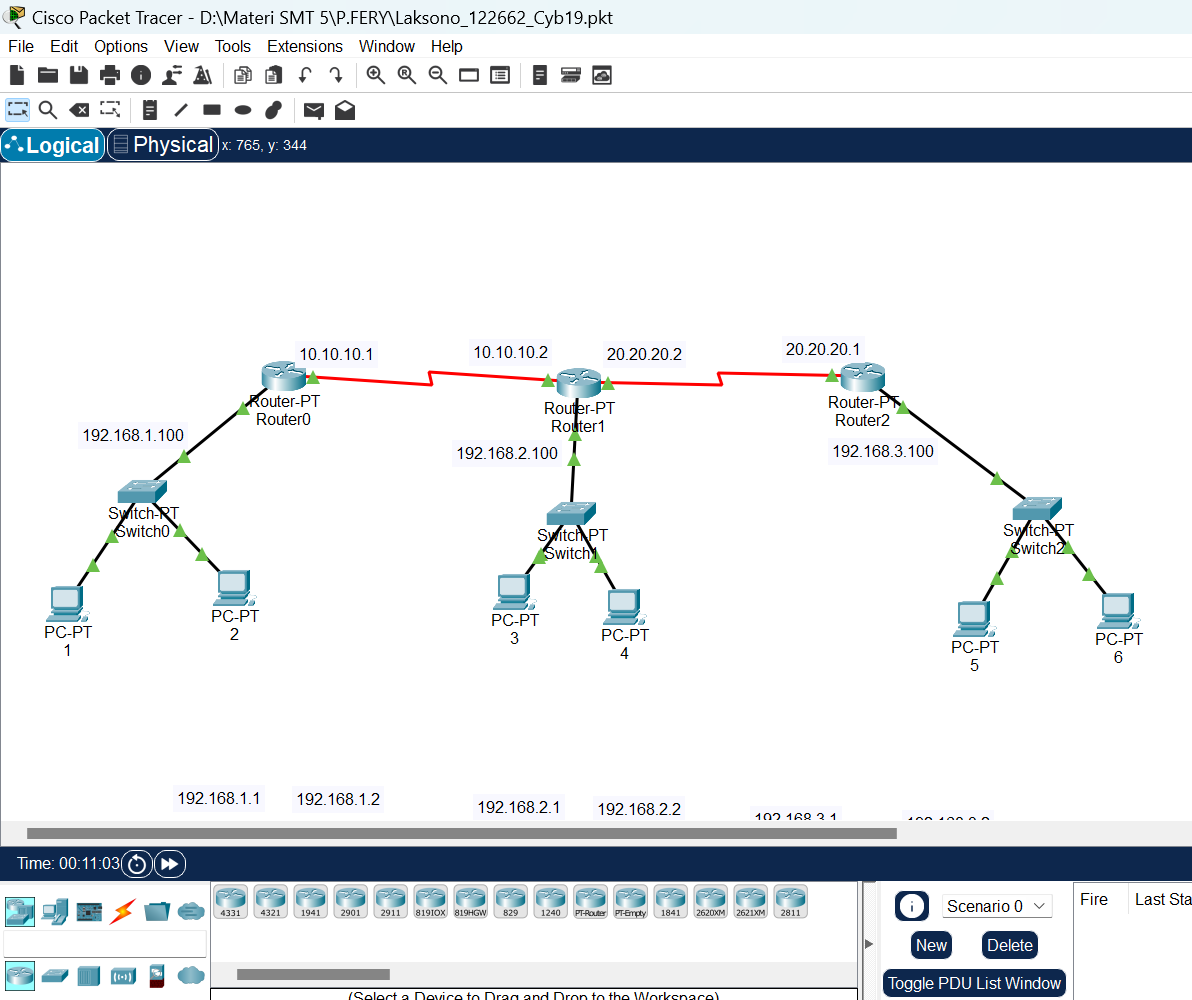 Cisco Packet Tracer - D:\Materi SMT 5\P.FERY\Laksono_122662_Cyb19.pkt
File Edit Options View Tools Extensions Window Help
Logical Physical x: 765, y: 344
10.10.10.1
10.10.10.2
20.20.20.2
20.20.20.1
Router-PT
Router0
Router-PT
Router1
Router-PT
Router2
192.168.1.100
192.168.2.100
192.168.3.100
Switch-PT
Switch0
Switch-PT
Switch1
Switch-PT
Switch2
PC-PT
1
PC-PT
2
PC-PT
3
PC-PT
4
PC-PT
5
PC-PT
6
192.168.1.1
192.168.1.2
192.168.2.1
192.168.2.2
192.168.3.1
Time: 00:11:03
4331 4321 1941 2901 2911 819IOX 819HGW 829 1240 PT-Router PT-Empty 1841 2620XM 2621XM 2811
(Select a Device to Drag and Drop to the Workspace)
Scenario 0
New Delete
Toggle PDU List Window
Fire Last Sta